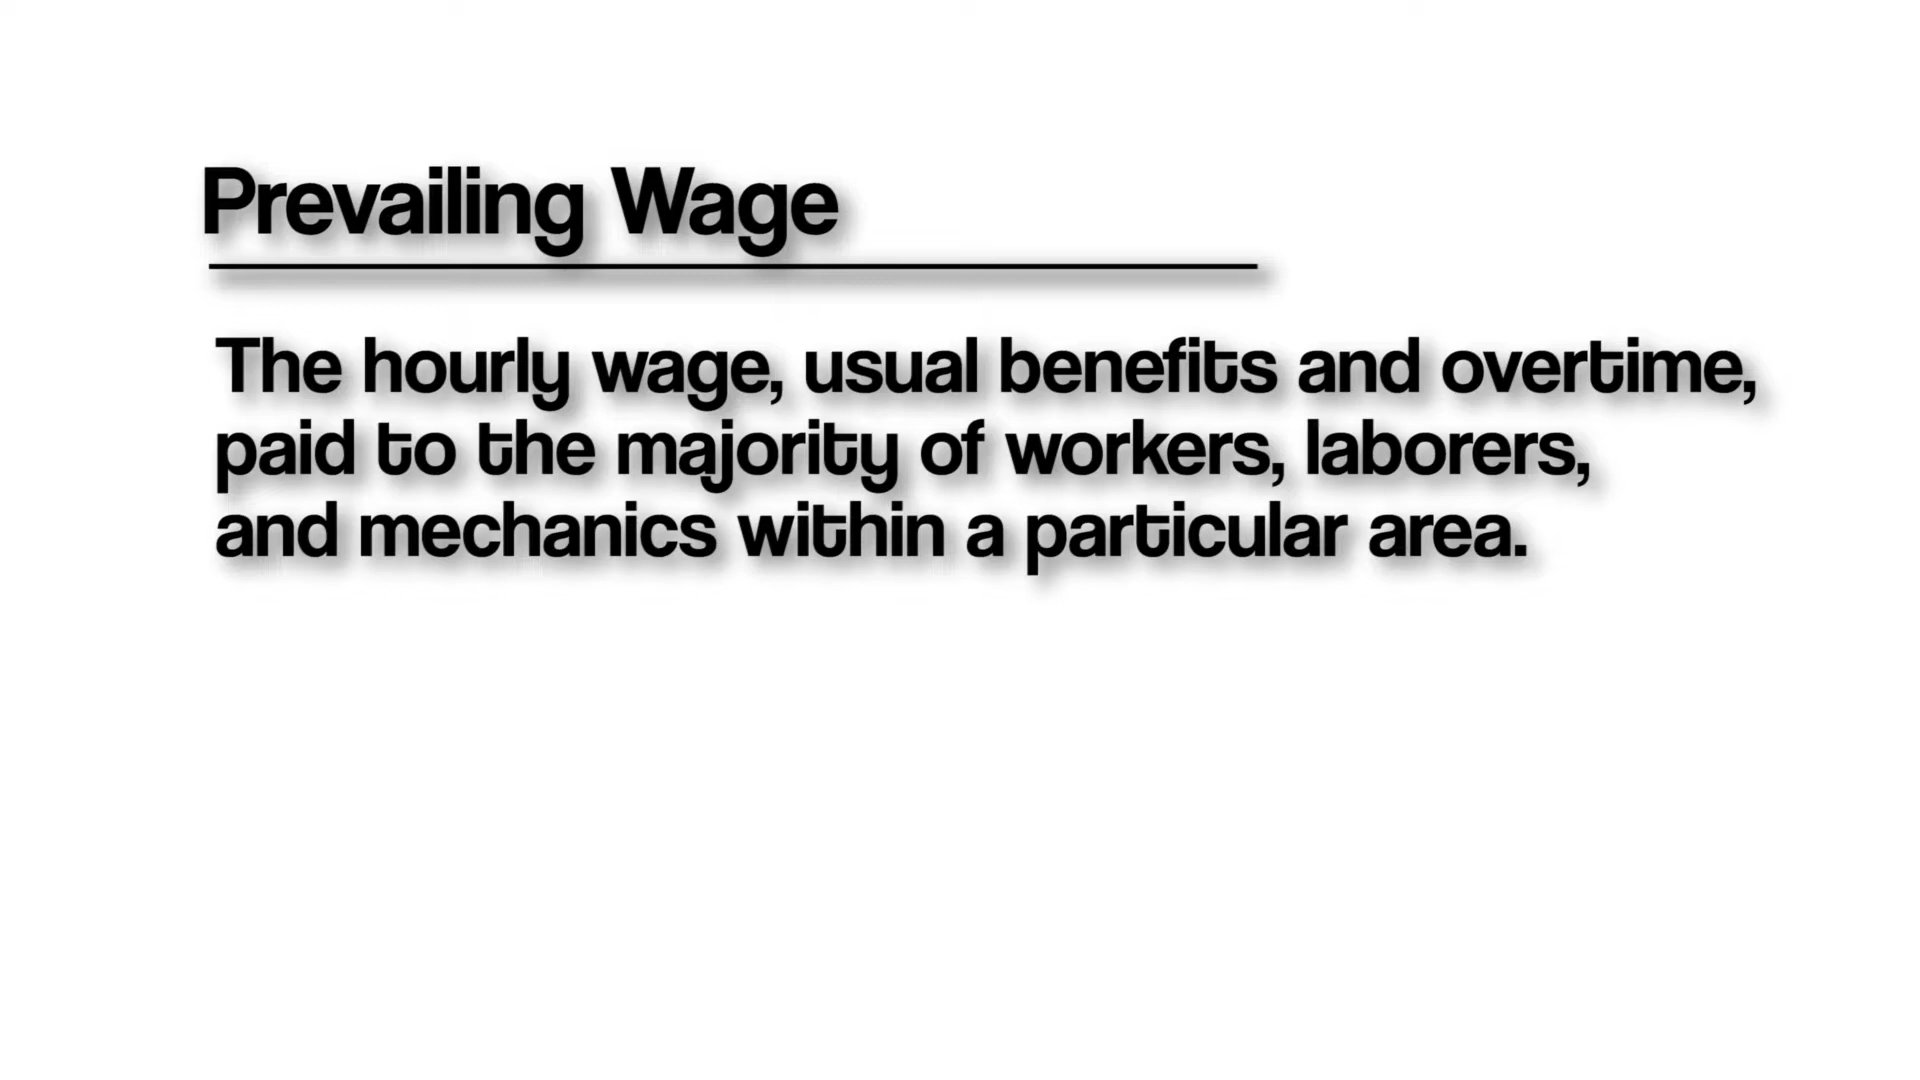 Prevailing Wage
The hourly wage, usual benefits and overtime,
paid to the majority of workers, laborers,
and mechanics within a particular area.